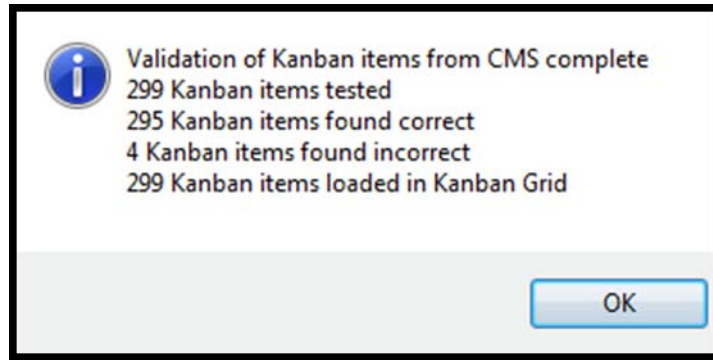 Validation of Kanban items from CMS complete
299 Kanban items tested
295 Kanban items found correct
4 Kanban items found incorrect
299 Kanban items loaded in Kanban Grid
OK